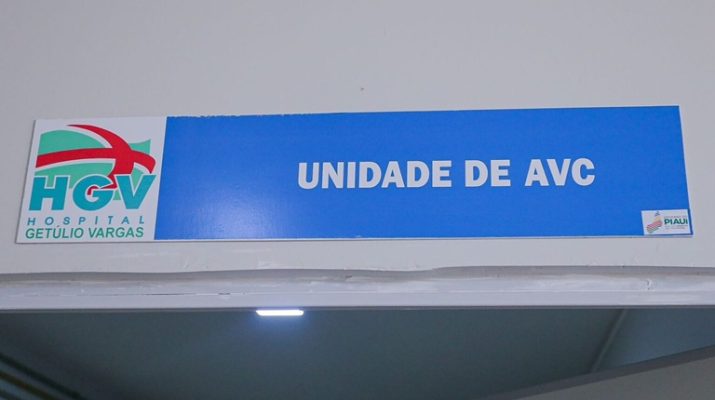 HGV
HOSPITAL
GETÚLIO VARGAS
UNIDADE DE AVC
PIAUÍ